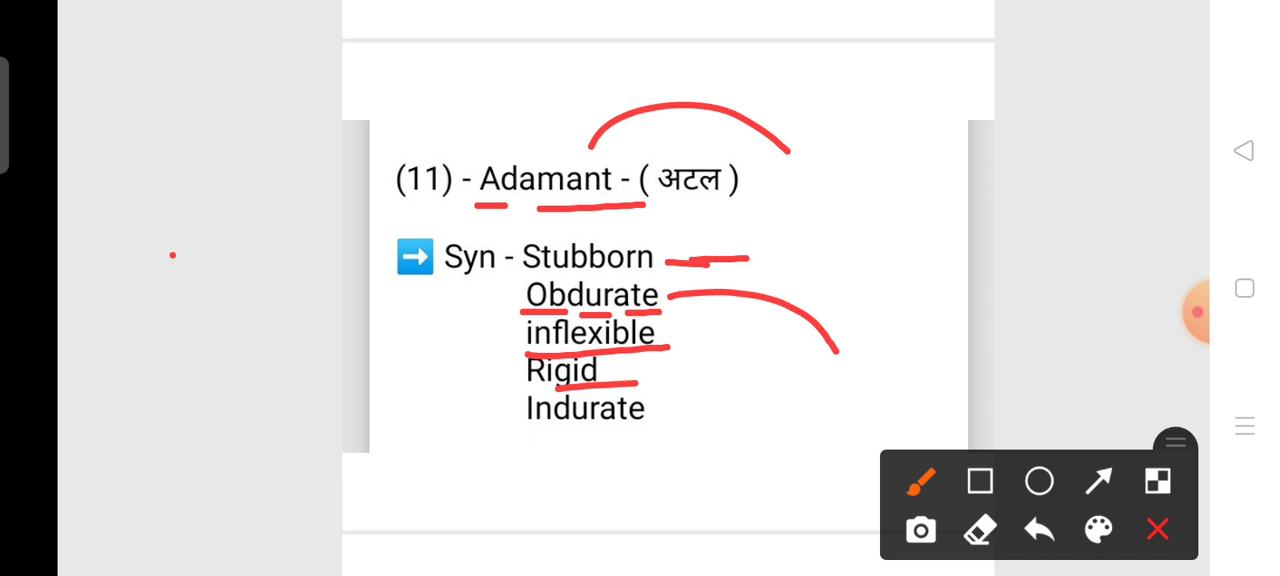 (11) - Adamant - ( अटल )
➡️ Syn - Stubborn
Obdurate
inflexible
Rigid
Indurate